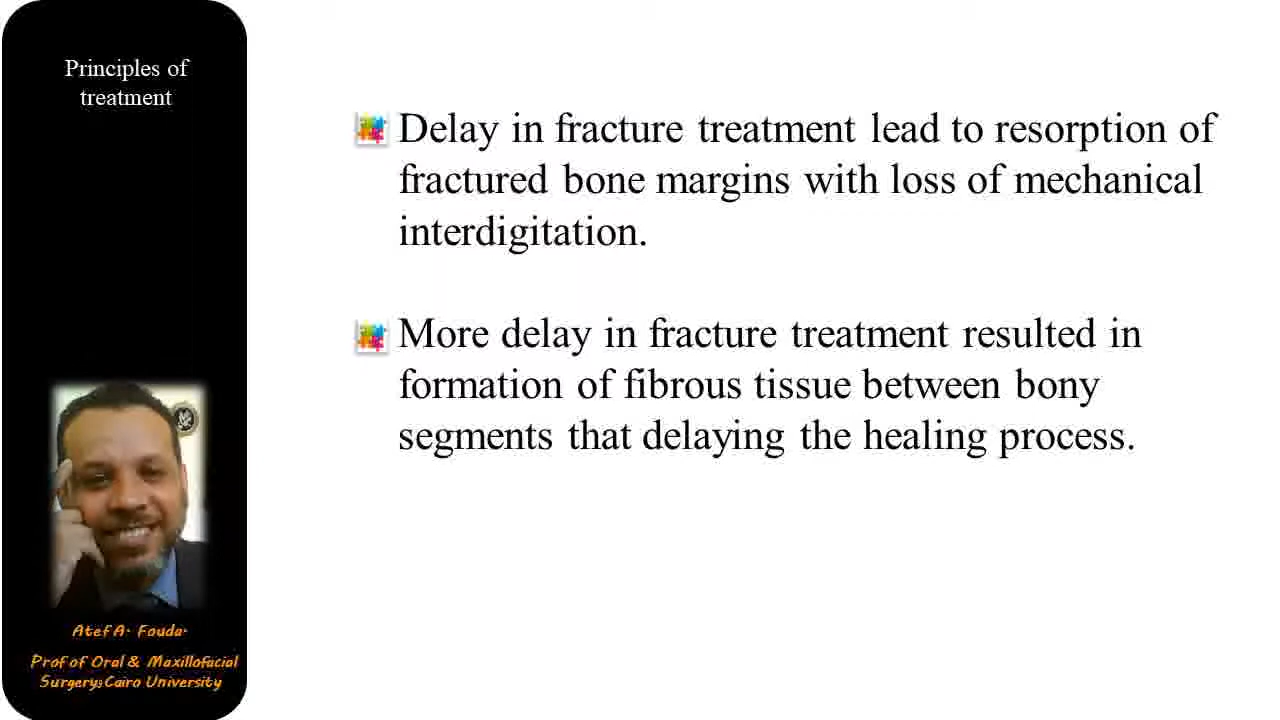 Principles of
treatment
Delay in fracture treatment lead to resorption of
fractured bone margins with loss of mechanical
interdigitation.
More delay in fracture treatment resulted in
formation of fibrous tissue between bony
segments that delaying the healing process.
Atef A. Fouda.
Prof of Oral & Maxillofacial
Surgery, Cairo University